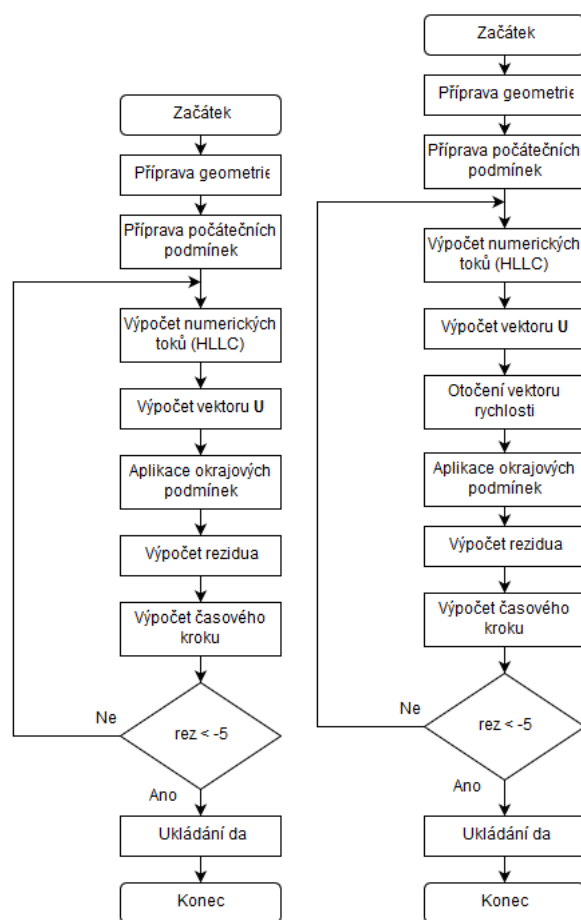 Začátek
Příprava geometrie
Příprava počátečních
podmínek
Výpočet numerických
toků (HLLC)
Výpočet vektoru U
Aplikace okrajových
podmínek
Výpočet rezidua
Výpočet časového
kroku
Ne
rez < -5
Ano
Ukládání da
Konec
Začátek
Příprava geometrie
Příprava počátečních
podmínek
Výpočet numerických
toků (HLLC)
Výpočet vektoru U
Otočení vektoru
rychlosti
Aplikace okrajových
podmínek
Výpočet rezidua
Výpočet časového
kroku
Ne
rez < -5
Ano
Ukládání da
Konec